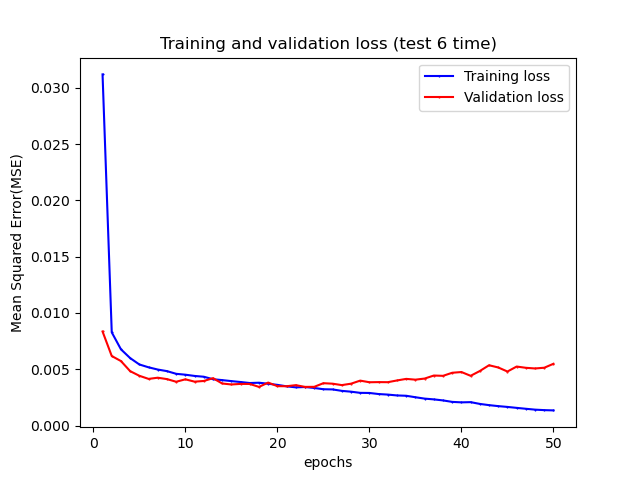 Training and validation loss (test 6 time)
Training loss
Validation loss
Mean Squared Error(MSE)
0.030
0.025
0.020
0.015
0.010
0.005
0.000
0 10 20 30 40 50
epochs